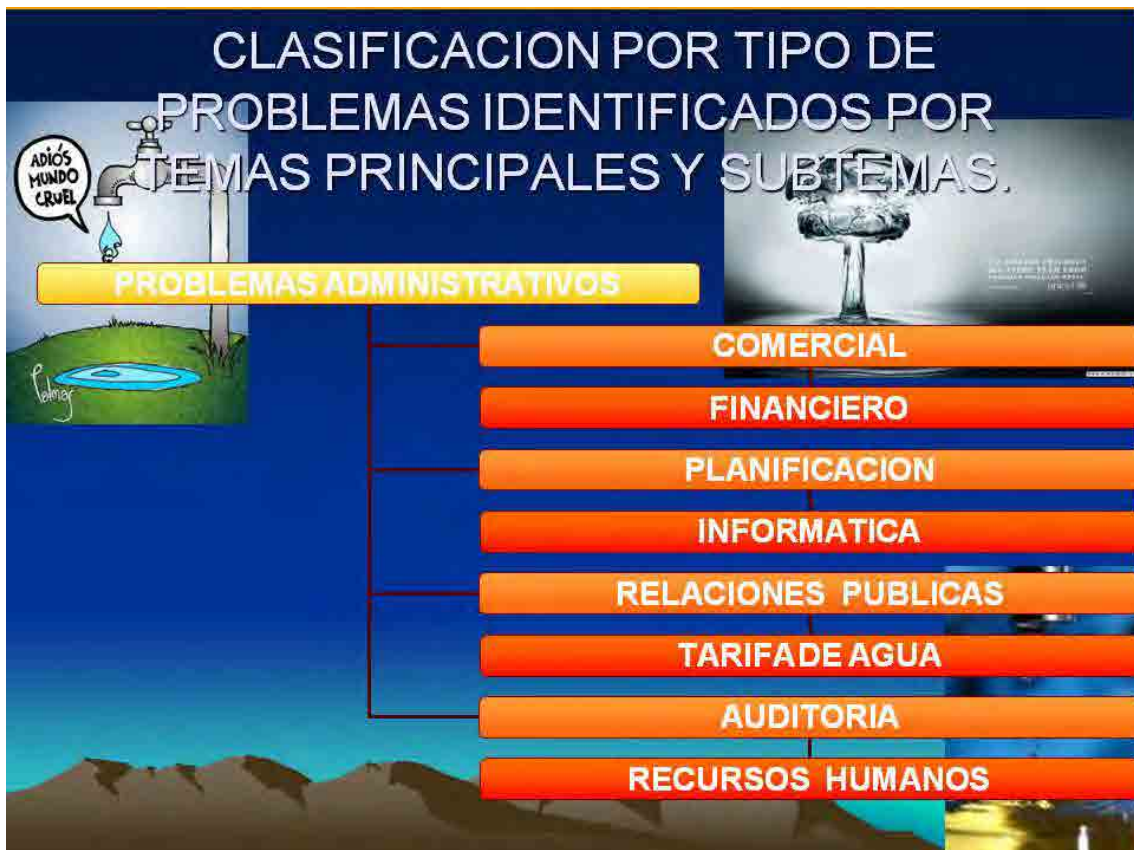 CLASIFICACION POR TIPO DE
PROBLEMAS IDENTIFICADOS POR
TEMAS PRINCIPALES Y SUBTEMAS.
ADIÓS
MUNDO
CRUEL
PROBLEMAS ADMINISTRATIVOS
COMERCIAL
FINANCIERO
PLANIFICACION
INFORMATICA
RELACIONES PUBLICAS
TARIFA DE AGUA
AUDITORIA
RECURSOS HUMANOS